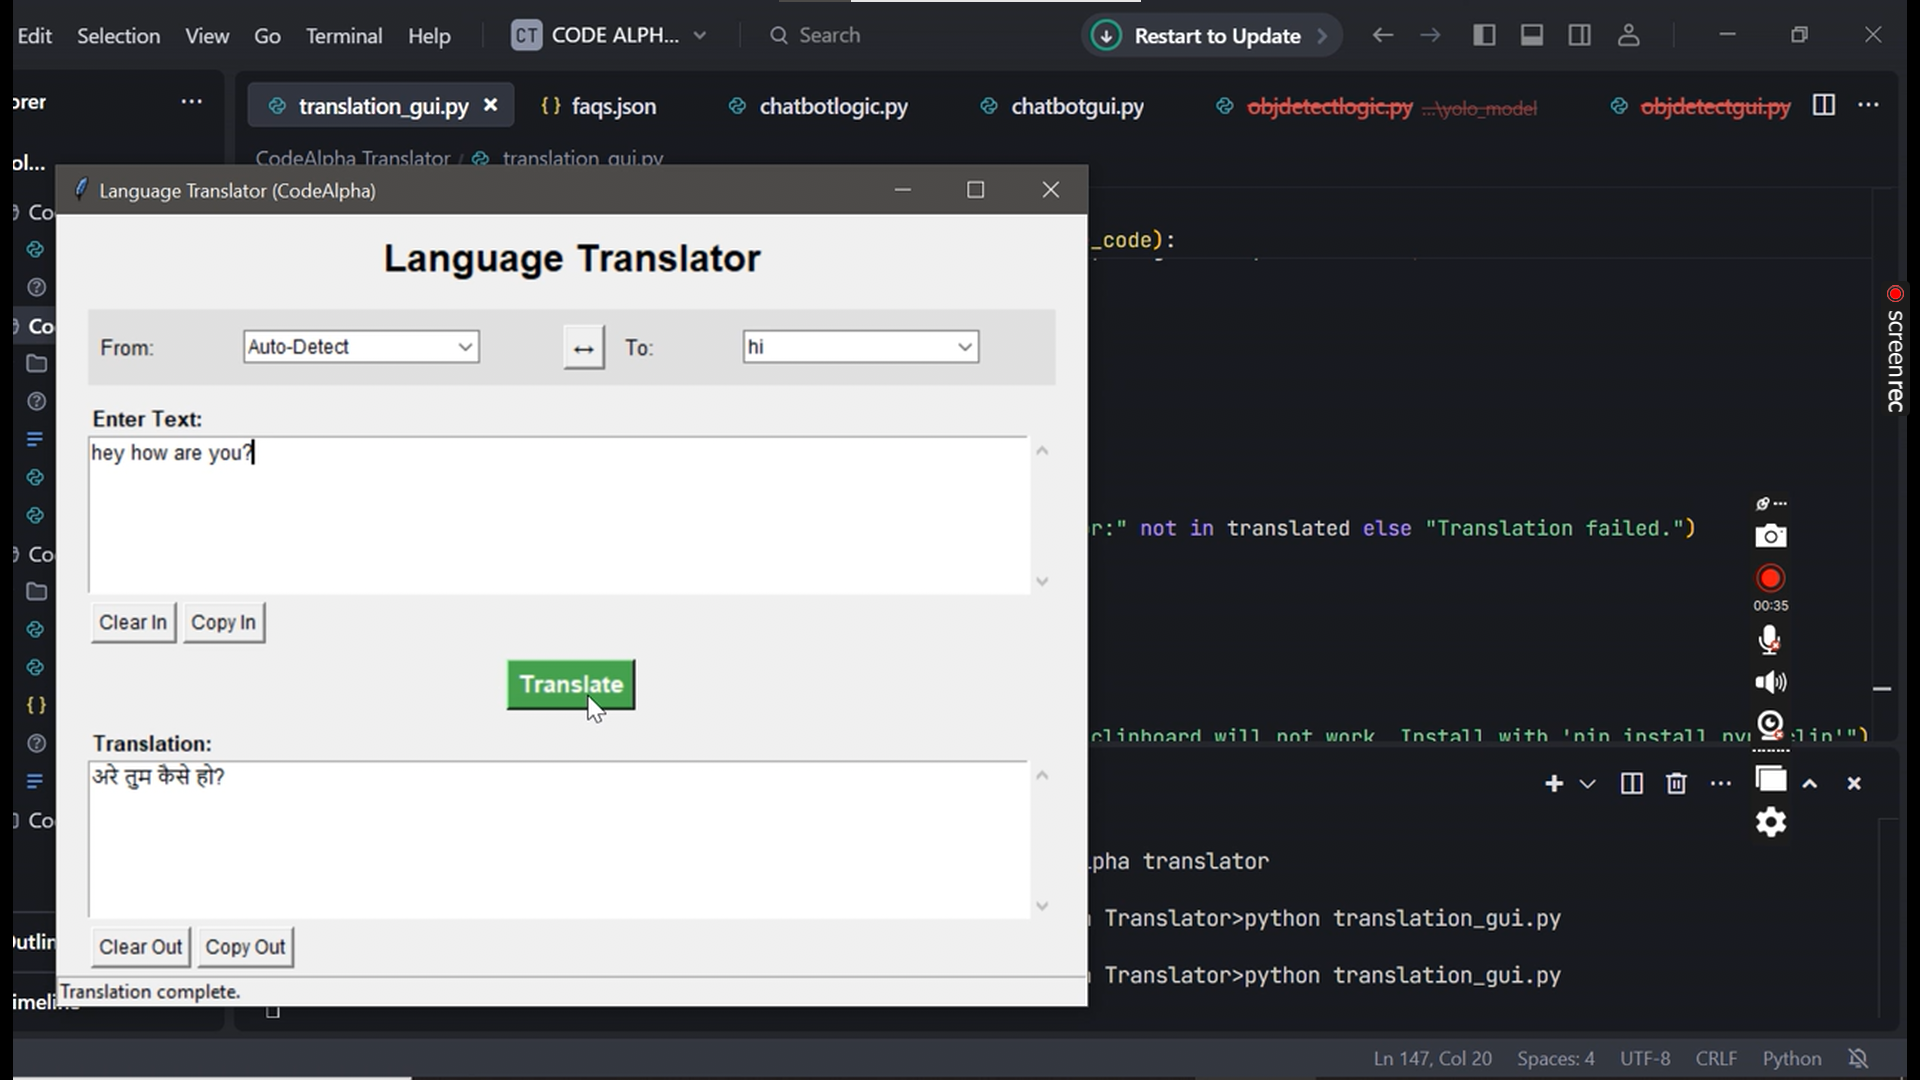 Edit Selection View Go Terminal Help CT CODE ALPH... Search Restart to Update
orer ...
translation_gui.py faqs.json chatbotlogic.py chatbotgui.py objdetectlogic.py ...\yolo_model objdetectgui.py
ol...
CodeAlpha Translator / translation_gui.py
Language Translator (CodeAlpha)
Co
_code):
Language Translator
From: Auto-Detect ↔ To: hi
Co
screenrec
Enter Text:
hey how are you?
r:" not in translated else "Translation failed.")
Co
00:35
Clear In Copy In
Translate
clipboard will not work. Install with 'pip install
clip'")
Translation:
अरे तुम कैसे हो?
Co
pha translator
Translator>python translation_gui.py
Outlin
Clear Out Copy Out
Translator>python translation_gui.py
Translation complete.
imeline
Ln 147, Col 20 Spaces: 4 UTF-8 CRLF Python